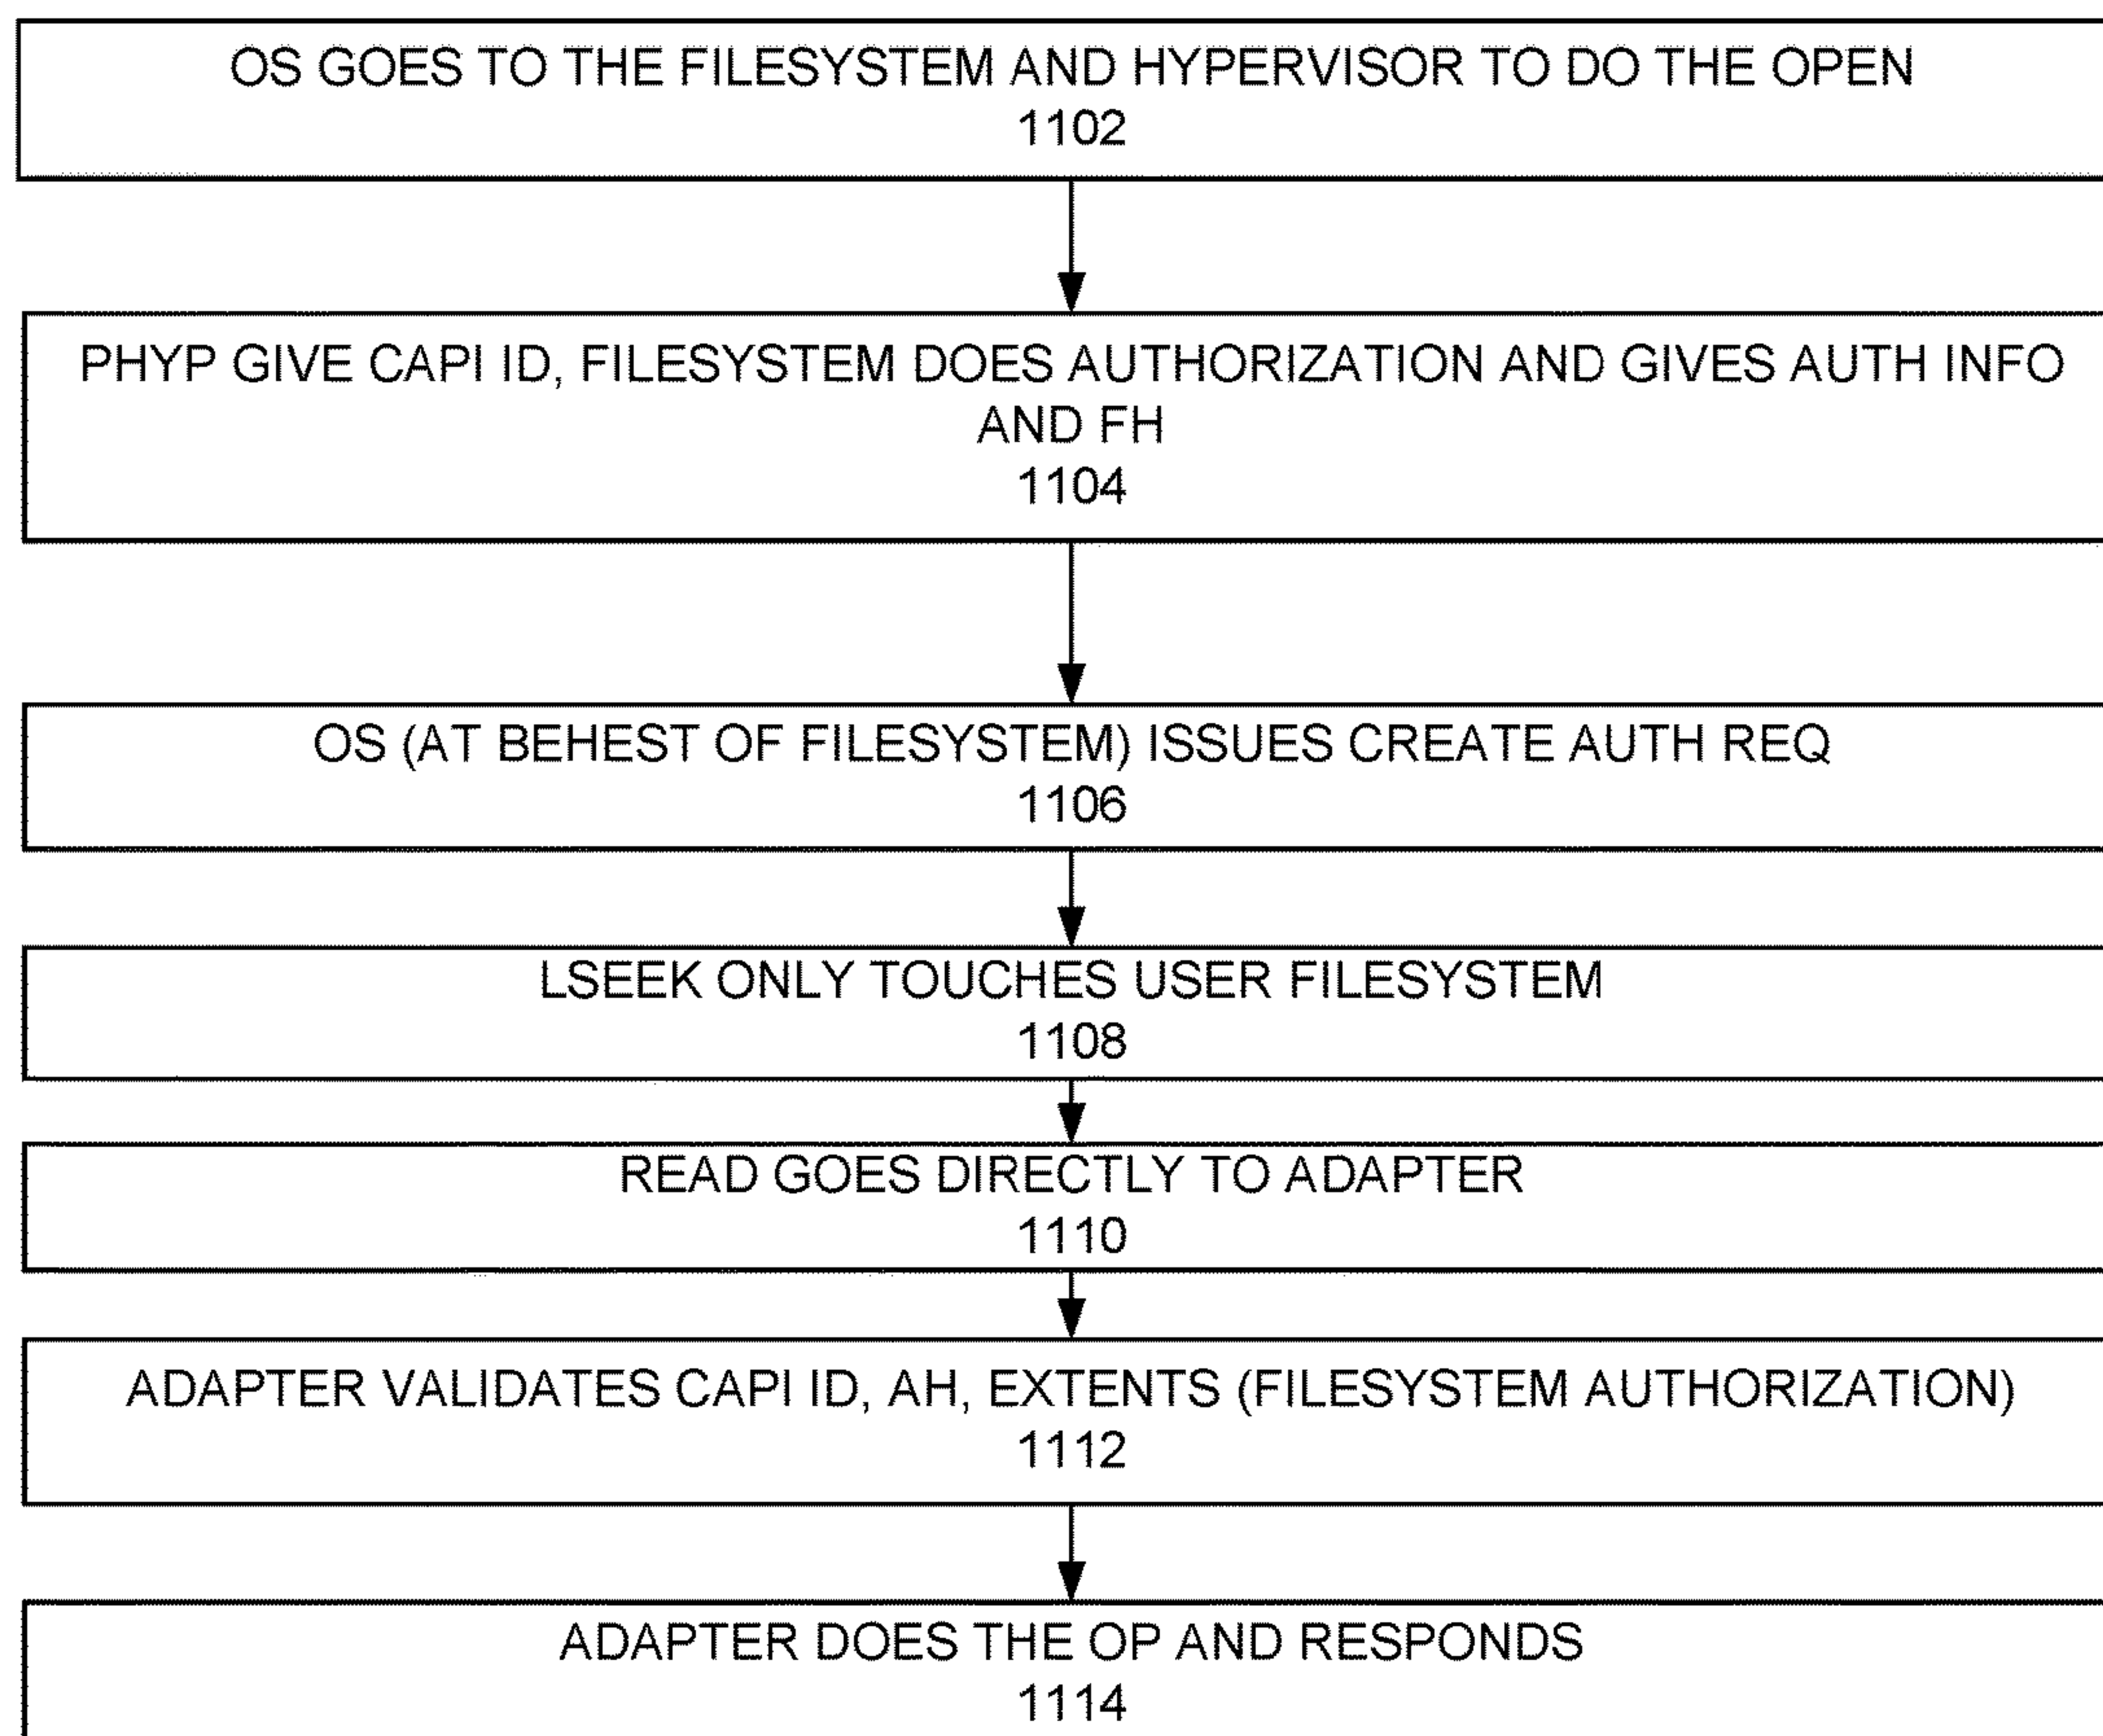 OS GOES TO THE FILESYSTEM AND HYPERVISOR TO DO THE OPEN
1102
PHYP GIVE CAPI ID, FILESYSTEM DOES AUTHORIZATION AND GIVES AUTH INFO
AND FH
1104
OS (AT BEHEST OF FILESYSTEM) ISSUES CREATE AUTH REQ
1106
LSEEK ONLY TOUCHES USER FILESYSTEM
1108
READ GOES DIRECTLY TO ADAPTER
1110
ADAPTER VALIDATES CAPI ID, AH, EXTENTS (FILESYSTEM AUTHORIZATION)
1112
ADAPTER DOES THE OP AND RESPONDS
1114